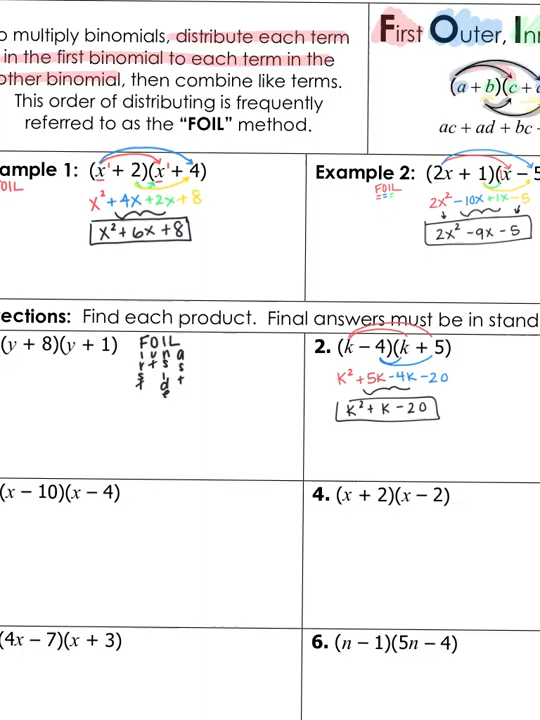 o multiply binomials, distribute each term
in the first binomial to each term in the
other binomial, then combine like terms.
This order of distributing is frequently
referred to as the “FOIL” method.
First Outer, In
(a + b)(c + d
ac + ad + bc +
ample 1: (x + 2)(x + 4)
FOIL
x² + 4x + 2x + 8
x² + 6x + 8
Example 2: (2x + 1)(x − 5
FOIL
2x² − 10x + 1x − 5
2x² − 9x − 5
ections: Find each product. Final answers must be in stand
(y + 8)(y + 1)
FOIL
2. (k − 4)(k + 5)
K² + 5K − 4K − 20
K² + K − 20
(x − 10)(x − 4)
4. (x + 2)(x − 2)
(4x − 7)(x + 3)
6. (n − 1)(5n − 4)